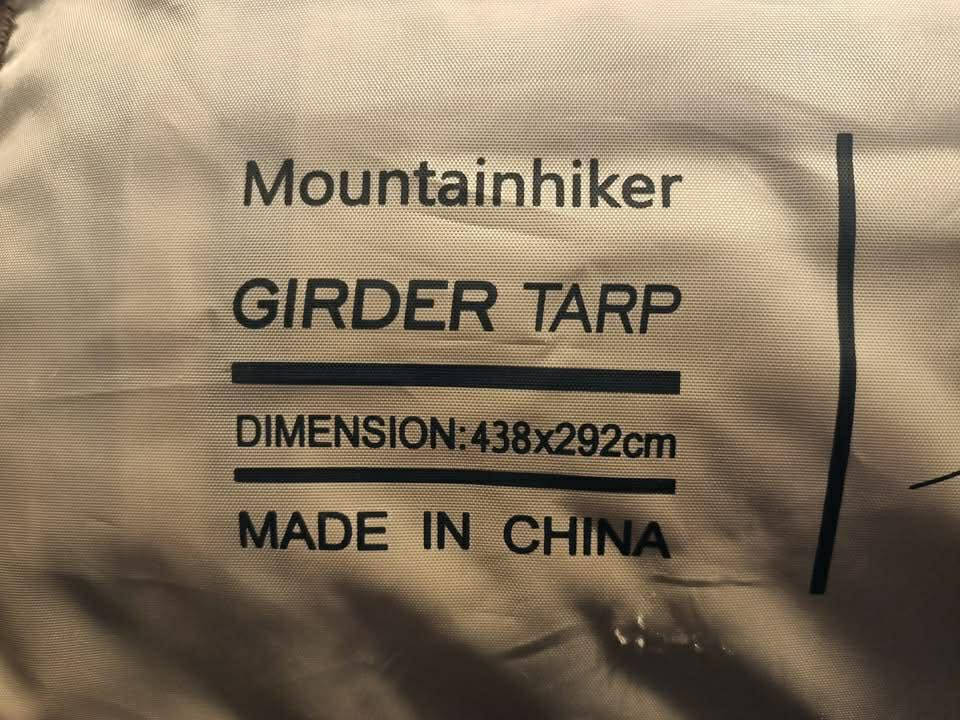 Mountainhiker
GIRDER TARP
DIMENSION:438x292cm
MADE IN CHINA